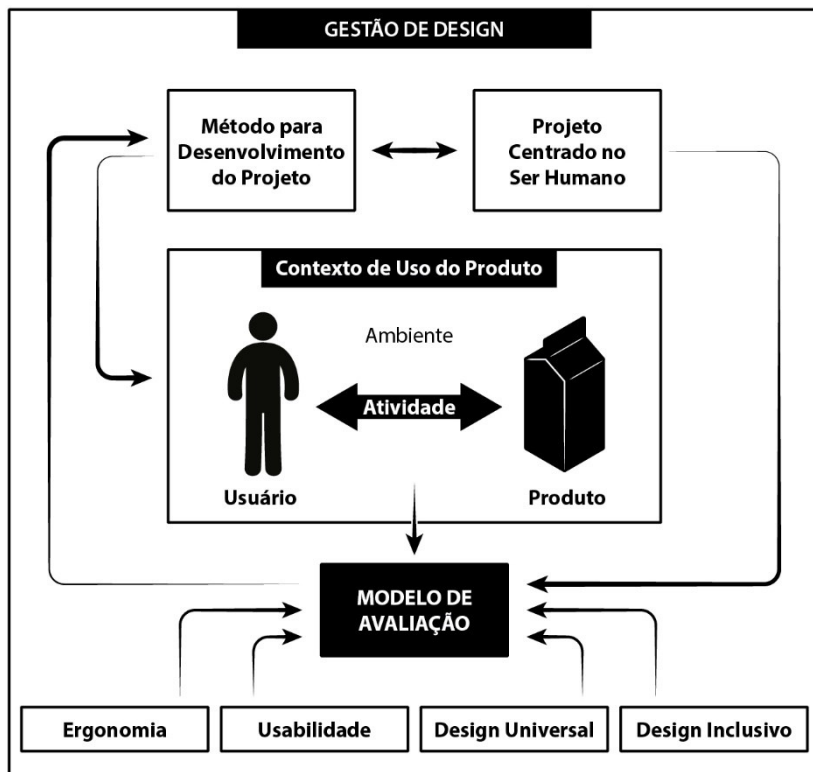 GESTÃO DE DESIGN
Método para
Desenvolvimento
do Projeto
Projeto
Centrado no
Ser Humano
Contexto de Uso do Produto
Ambiente
Atividade
Usuário
Produto
MODELO DE
AVALIAÇÃO
Ergonomia
Usabilidade
Design Universal
Design Inclusivo